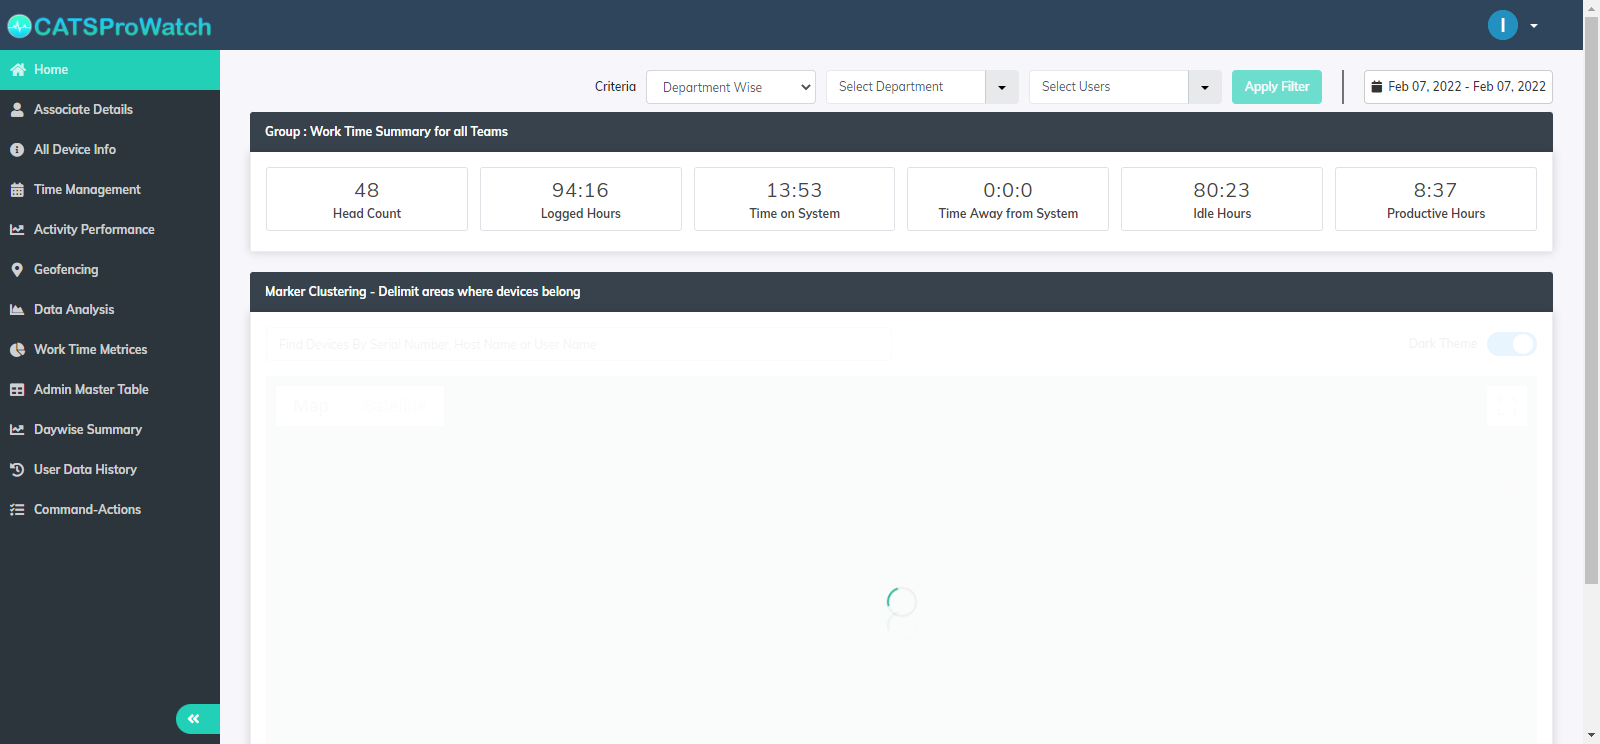 CATSProWatch
I
Home
Associate Details
All Device Info
Time Management
Activity Performance
Geofencing
Data Analysis
Work Time Metrices
Admin Master Table
Daywise Summary
User Data History
Command-Actions
Criteria
Department Wise
Select Department
Select Users
Apply Filter
Feb 07, 2022 - Feb 07, 2022
Group : Work Time Summary for all Teams
48
Head Count
94:16
Logged Hours
13:53
Time on System
0:0:0
Time Away from System
80:23
Idle Hours
8:37
Productive Hours
Marker Clustering - Delimit areas where devices belong
Find Devices By Serial Number, Host Name or User Name
Dark Theme
Map